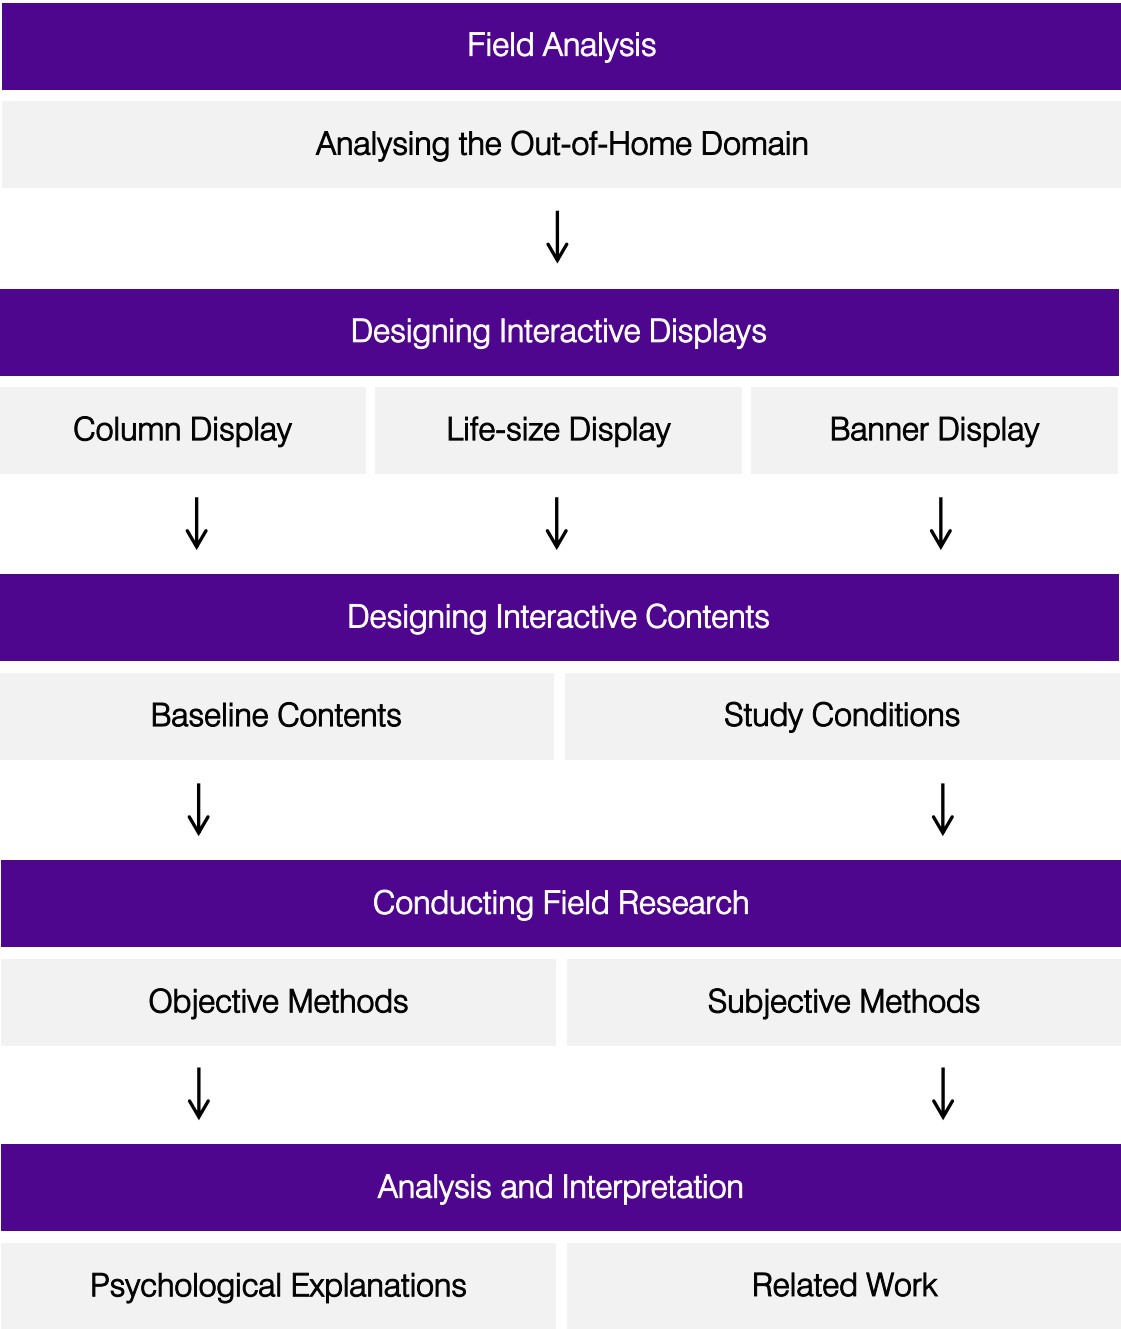 Field Analysis
Analysing the Out-of-Home Domain
Designing Interactive Displays
Column Display
Life-size Display
Banner Display
Designing Interactive Contents
Baseline Contents
Study Conditions
Conducting Field Research
Objective Methods
Subjective Methods
Analysis and Interpretation
Psychological Explanations
Related Work